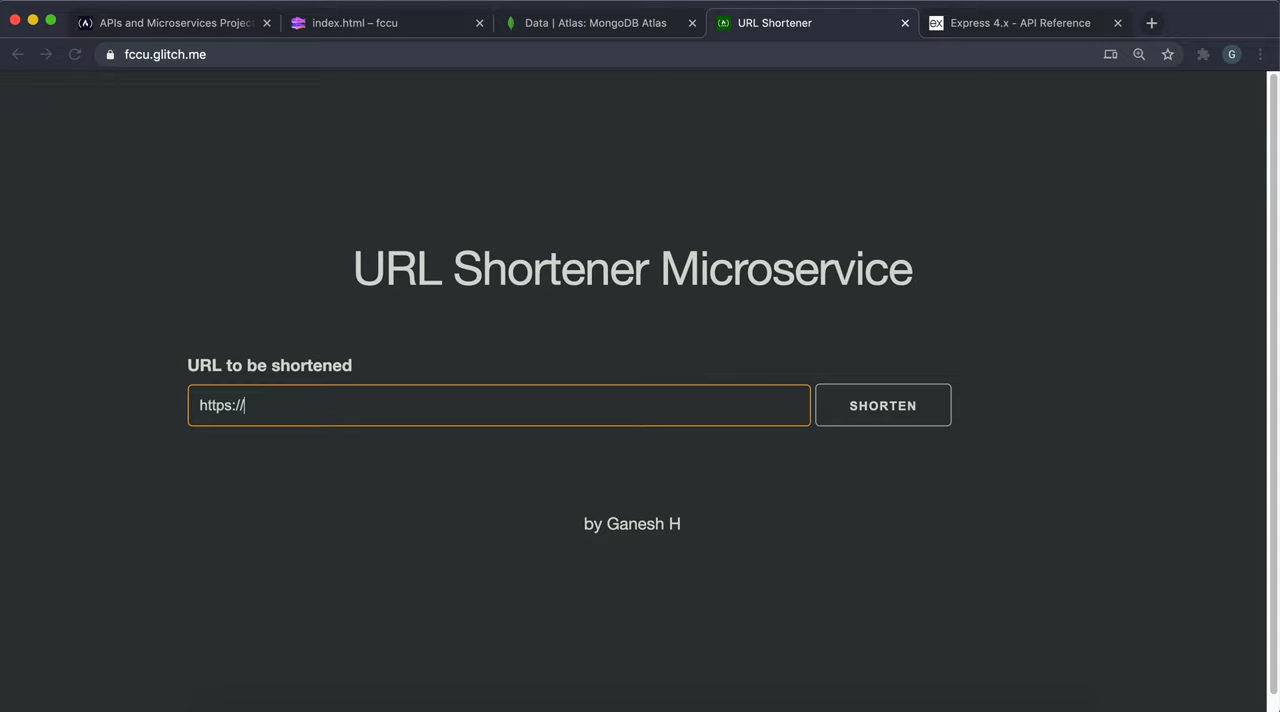 APIs and Microservices Project
index.html – fccu
Data | Atlas: MongoDB Atlas
URL Shortener
ex
Express 4.x - API Reference
fccu.glitch.me
G
URL Shortener Microservice
URL to be shortened
https://
SHORTEN
by Ganesh H